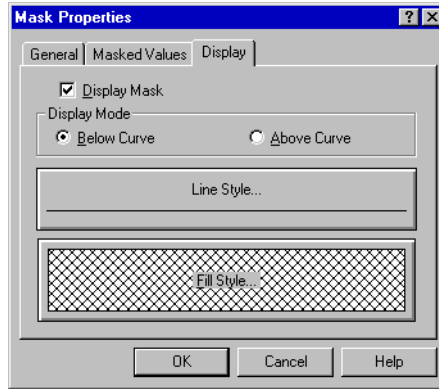 Mask Properties
General Masked Values Display
Display Mask
Display Mode
Below Curve Above Curve
Line Style...
Fill Style...
OK Cancel Help